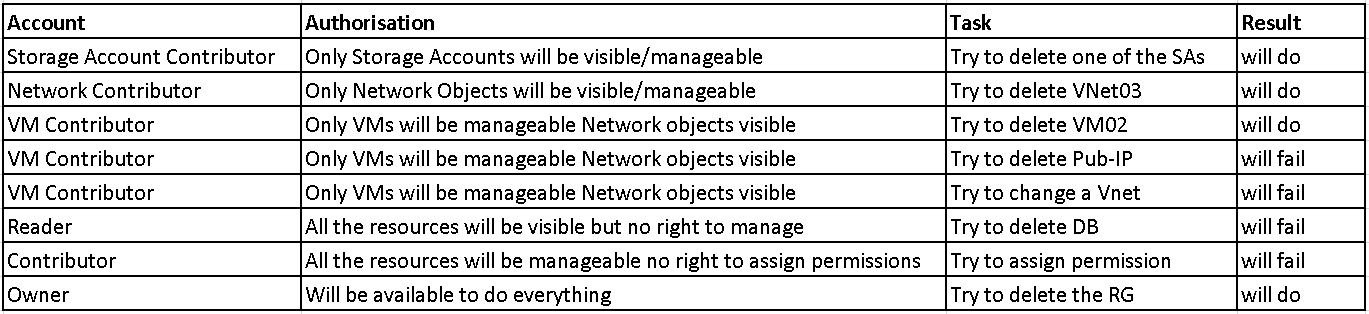 Account Authorisation Task Result
Storage Account Contributor Only Storage Accounts will be visible/manageable Try to delete one of the SAs will do
Network Contributor Only Network Objects will be visible/manageable Try to delete VNet03 will do
VM Contributor Only VMs will be manageable Network objects visible Try to delete VM02 will do
VM Contributor Only VMs will be manageable Network objects visible Try to delete Pub-IP will fail
VM Contributor Only VMs will be manageable Network objects visible Try to change a Vnet will fail
Reader All the resources will be visible but no right to manage Try to delete DB will fail
Contributor All the resources will be manageable no right to assign permissions Try to assign permission will fail
Owner Will be available to do everything Try to delete the RG will do